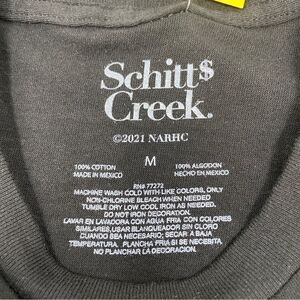 Schitt$
Creek.
©2021 NARHC
100% COTTON
MADE IN MEXICO
M
100% ALGODON
HECHO EN MEXICO
RN# 77272
MACHINE WASH COLD WITH LIKE COLORS, ONLY
NON-CHLORINE BLEACH WHEN NEEDED
TUMBLE DRY LOW COOL IRON AS NEEDED.
DO NOT IRON DECORATION.
LAVAR EN LAVADORA CON AGUA FRIA CON COLORES
SIMILARES, USAR BLANQUEADOR SIN CLORO
CUANDO SEA NECESARIO; SECAR A BAJA
TEMPERATURA. PLANCHA FRIA SI SE NECESITA.
NO PLANCHAR LA DECORACION.